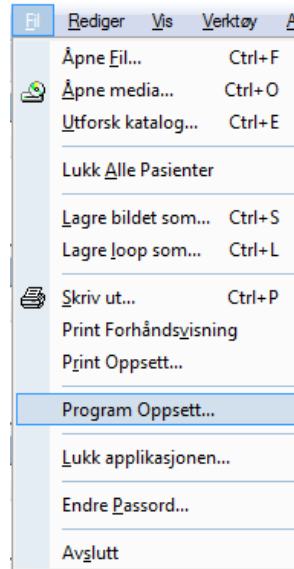 Fil Rediger Vis Verktøy
Åpne Fil... Ctrl+F
Åpne media... Ctrl+O
Utforsk katalog... Ctrl+E
Lukk Alle Pasienter
Lagre bildet som... Ctrl+S
Lagre loop som... Ctrl+L
Skriv ut... Ctrl+P
Print Forhåndsvisning
Print Oppsett...
Program Oppsett...
Lukk applikasjonen...
Endre Passord...
Avslutt